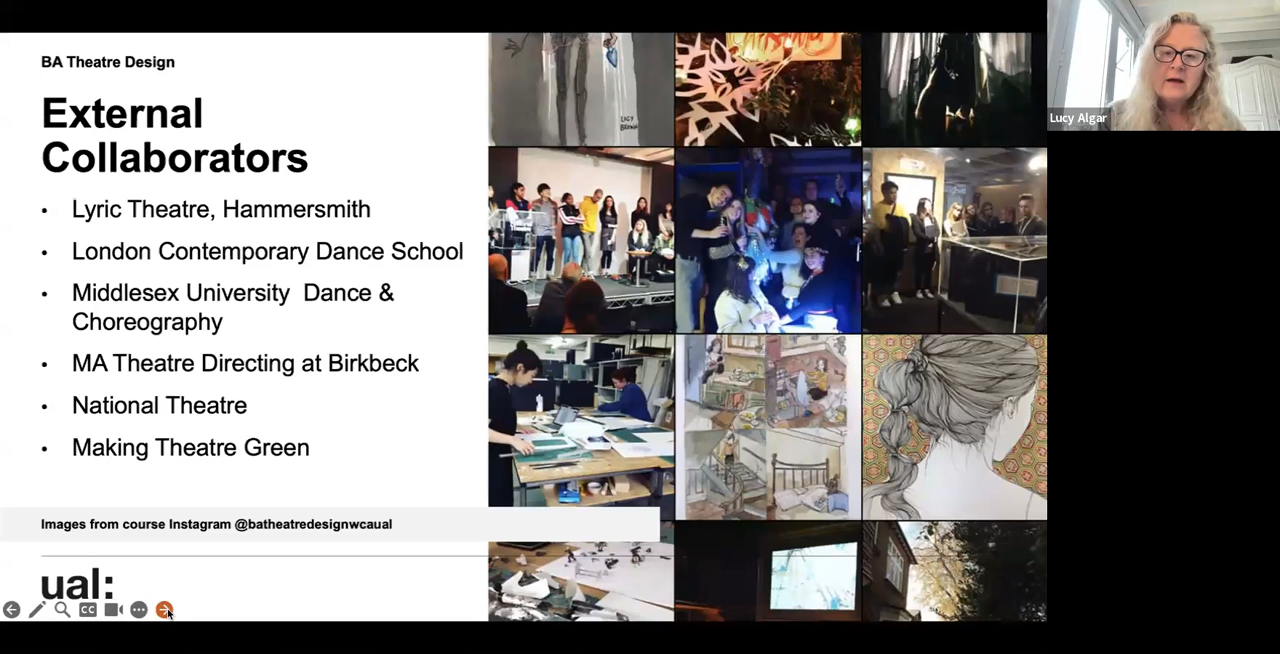 BA Theatre Design
External
Collaborators
• Lyric Theatre, Hammersmith
• London Contemporary Dance School
• Middlesex University  Dance &
Choreography
• MA Theatre Directing at Birkbeck
• National Theatre
• Making Theatre Green
Images from course Instagram @batheatredesignwcaual
ual:
CC
Lucy Algar